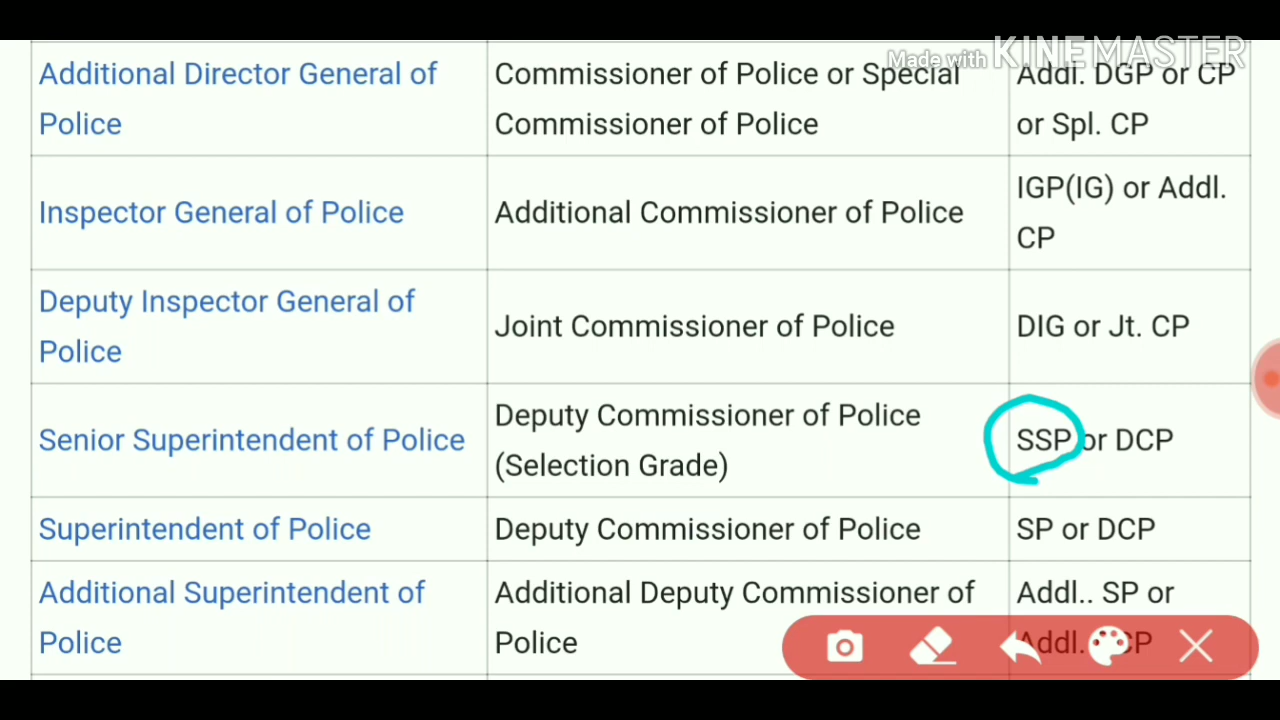 Made with KINEMASTER
Additional Director General of
Police
Commissioner of Police or Special
Commissioner of Police
Addl. DGP or CP
or Spl. CP
Inspector General of Police
Additional Commissioner of Police
IGP(IG) or Addl.
CP
Deputy Inspector General of
Police
Joint Commissioner of Police
DIG or Jt. CP
Senior Superintendent of Police
Deputy Commissioner of Police
(Selection Grade)
SSP or DCP
Superintendent of Police
Deputy Commissioner of Police
SP or DCP
Additional Superintendent of
Police
Additional Deputy Commissioner of
Police
Addl.. SP or
Addl. CP